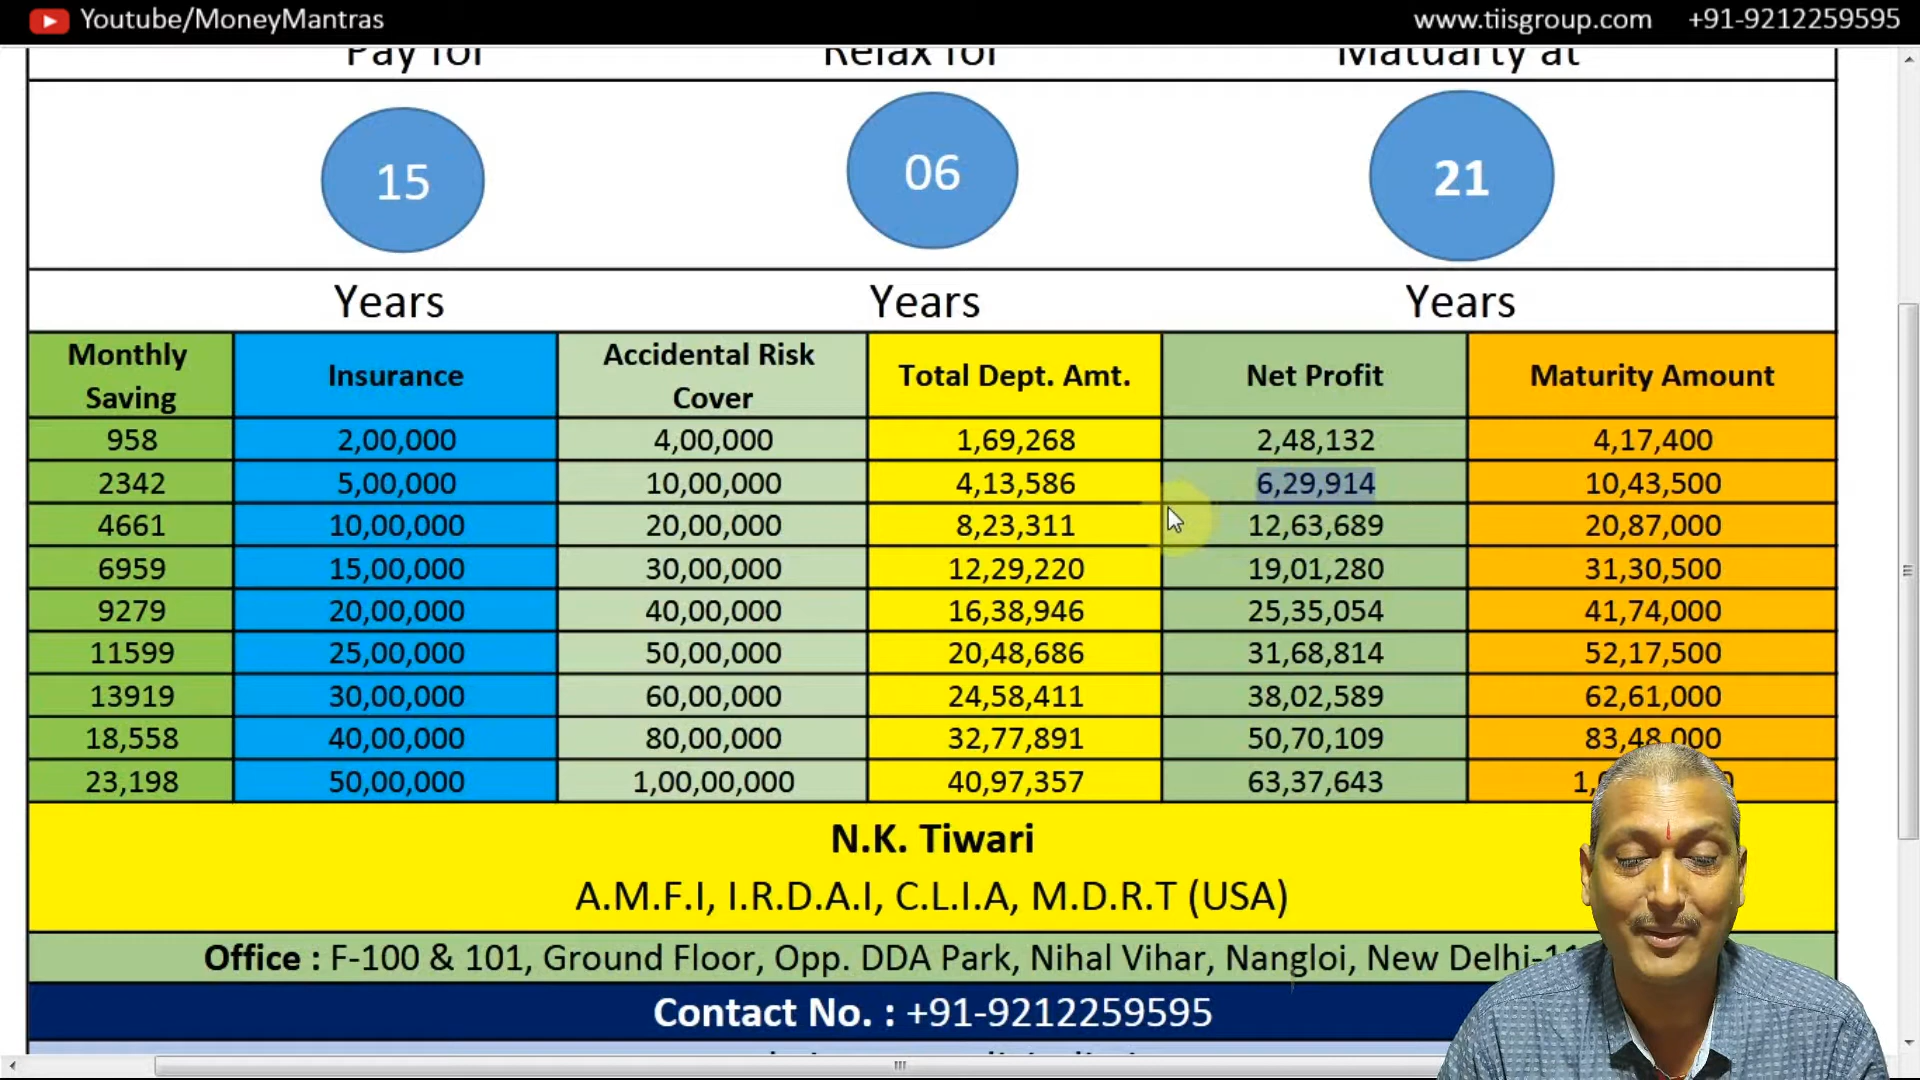 Youtube/MoneyMantras www.tiisgroup.com +91-9212259595
Pay for Relax for Matuarty at
15 06 21
Years Years Years
Monthly Saving Insurance Accidental Risk Cover Total Dept. Amt. Net Profit Maturity Amount
958 2,00,000 4,00,000 1,69,268 2,48,132 4,17,400
2342 5,00,000 10,00,000 4,13,586 6,29,914 10,43,500
4661 10,00,000 20,00,000 8,23,311 12,63,689 20,87,000
6959 15,00,000 30,00,000 12,29,220 19,01,280 31,30,500
9279 20,00,000 40,00,000 16,38,946 25,35,054 41,74,000
11599 25,00,000 50,00,000 20,48,686 31,68,814 52,17,500
13919 30,00,000 60,00,000 24,58,411 38,02,589 62,61,000
18,558 40,00,000 80,00,000 32,77,891 50,70,109 83,48,000
23,198 50,00,000 1,00,00,000 40,97,357 63,37,643
N.K. Tiwari
A.M.F.I, I.R.D.A.I, C.L.I.A, M.D.R.T (USA)
Office : F-100 & 101, Ground Floor, Opp. DDA Park, Nihal Vihar, Nangloi, New Delhi-
Contact No. : +91-9212259595